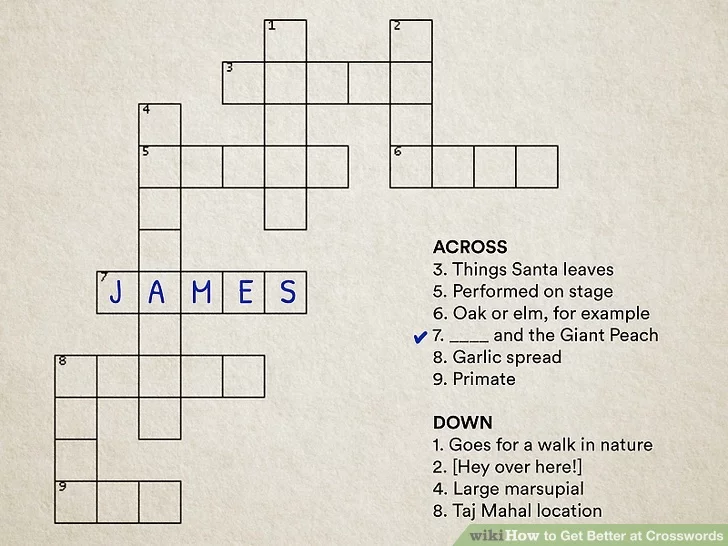 1
2
3
4
5
6
7
JAMES
8
9
ACROSS
3. Things Santa leaves
5. Performed on stage
6. Oak or elm, for example
✔ 7. ____ and the Giant Peach
8. Garlic spread
9. Primate
DOWN
1. Goes for a walk in nature
2. [Hey over here!]
4. Large marsupial
8. Taj Mahal location
wikiHow to Get Better at Crosswords